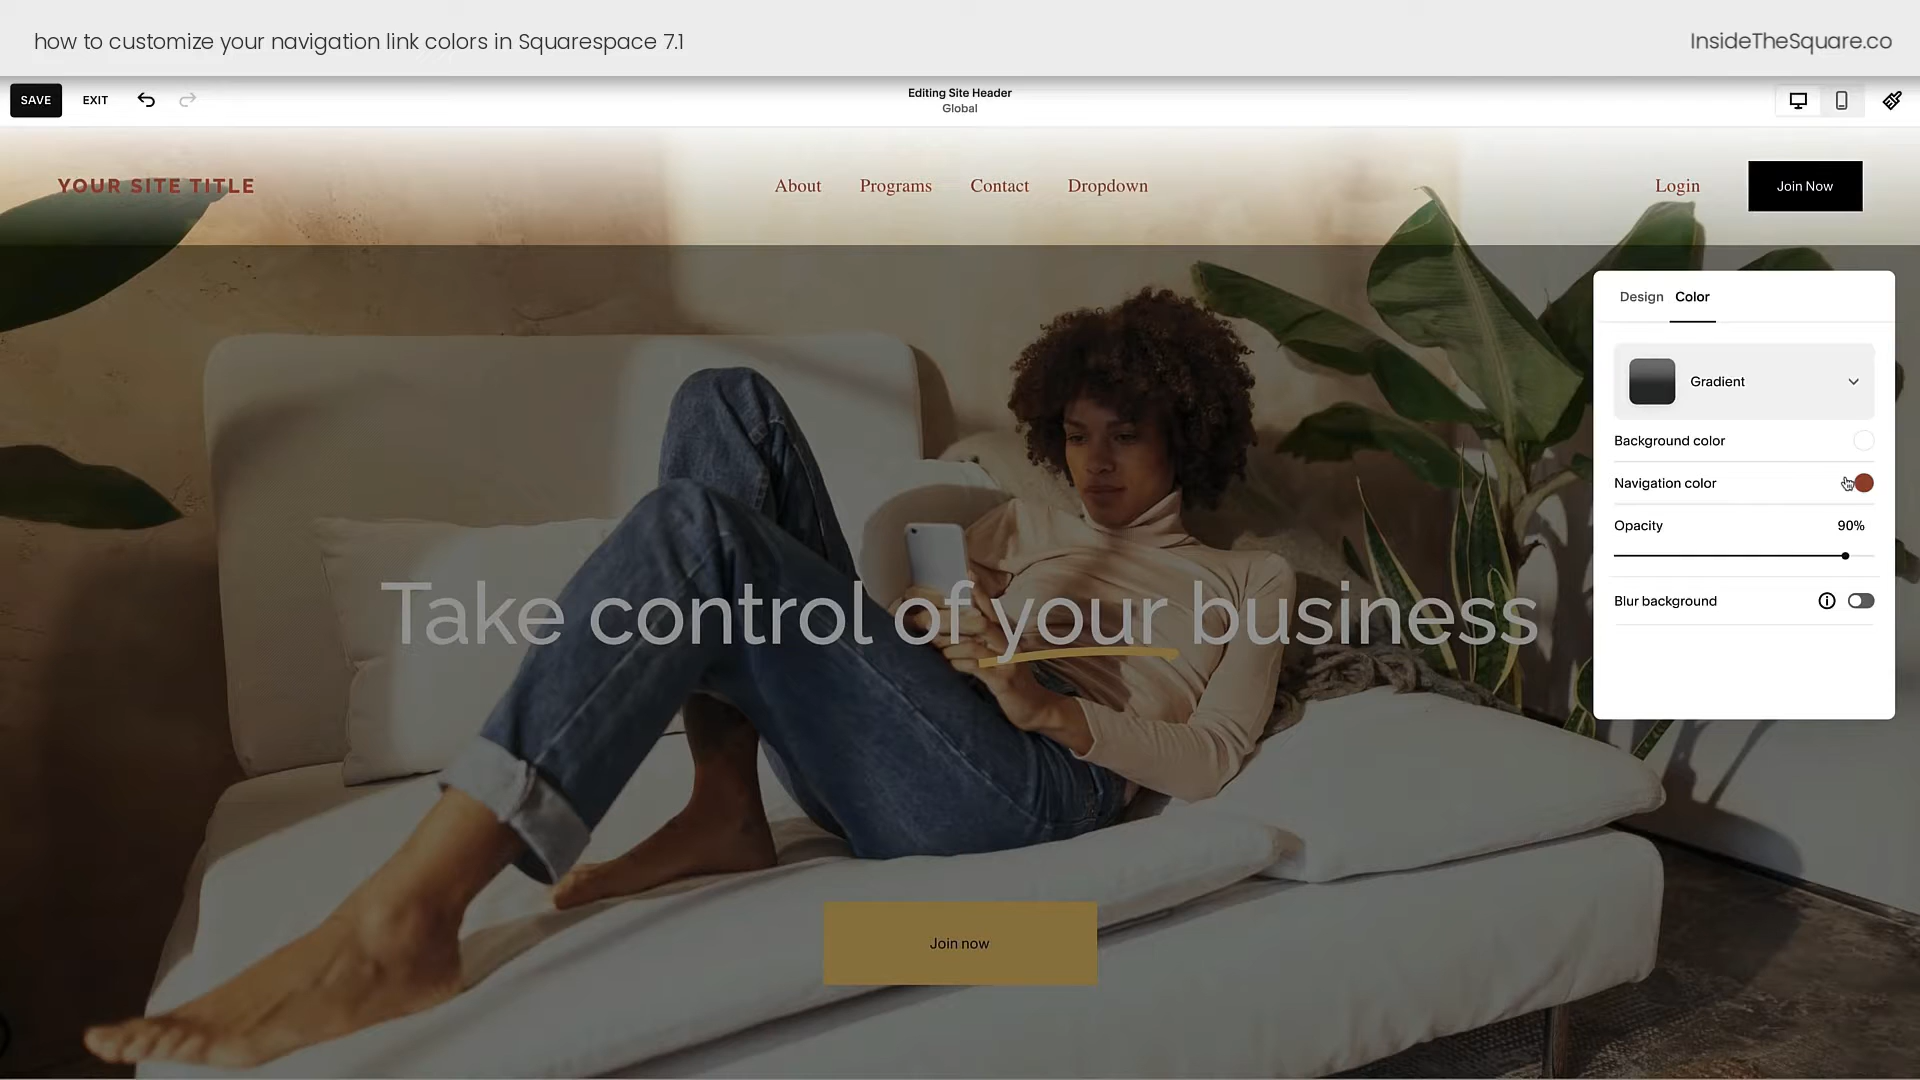 how to customize your navigation link colors in Squarespace 7.1
InsideTheSquare.co
SAVE
EXIT
Editing Site Header
Global
YOUR SITE TITLE
About
Programs
Contact
Dropdown
Login
Join Now
Design
Color
Gradient
Background color
Navigation color
Opacity
90%
Blur background
Take control of your business
Join now